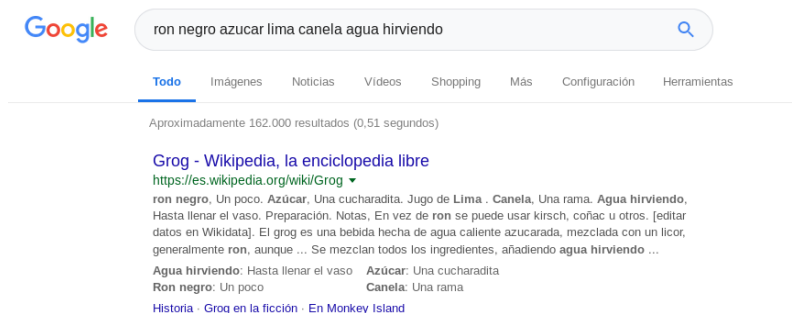 Google
ron negro azucar lima canela agua hirviendo
Todo Imágenes Noticias Vídeos Shopping Más Configuración Herramientas
Aproximadamente 162.000 resultados (0,51 segundos)
Grog - Wikipedia, la enciclopedia libre
https://es.wikipedia.org/wiki/Grog
ron negro, Un poco. Azúcar, Una cucharadita. Jugo de Lima . Canela, Una rama. Agua hirviendo,
Hasta llenar el vaso. Preparación. Notas, En vez de ron se puede usar kirsch, coñac u otros. [editar
datos en Wikidata]. El grog es una bebida hecha de agua caliente azucarada, mezclada con un licor,
generalmente ron, aunque ... Se mezclan todos los ingredientes, añadiendo agua hirviendo ...
Agua hirviendo: Hasta llenar el vaso Azúcar: Una cucharadita
Ron negro: Un poco Canela: Una rama
Historia · Grog en la ficción · En Monkey Island